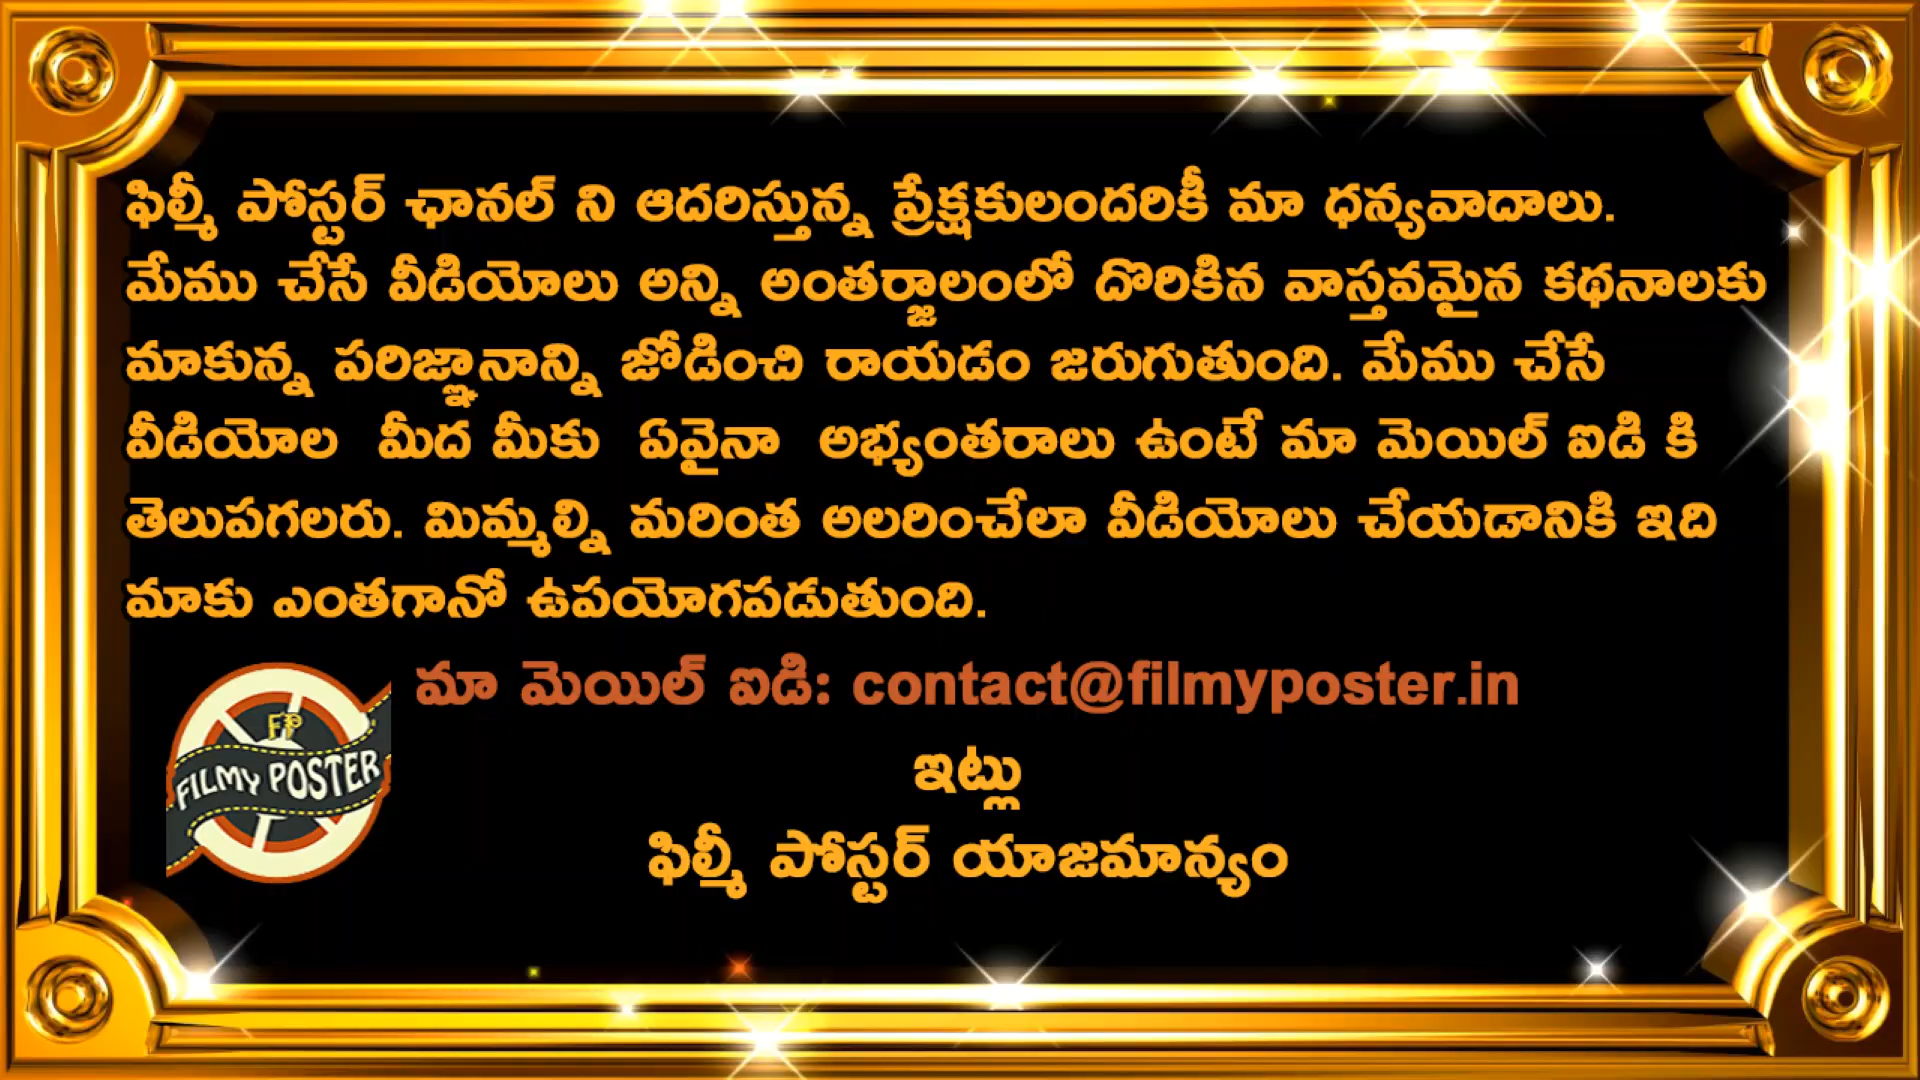 ఫిల్మీ పోస్టర్ ఛానల్ ని ఆదరిస్తున్న ప్రేక్షకులందరికీ మా ధన్యవాదాలు.
మేము చేసే వీడియోలు అన్ని అంతర్జాలంలో దొరికిన వాస్తవమైన కథనాలకు
మాకున్న పరిజ్ఞానాన్ని జోడించి రాయడం జరుగుతుంది. మేము చేసే
వీడియోల మీద మీకు ఏవైనా అభ్యంతరాలు ఉంటే మా మెయిల్ ఐడి కి
తెలుపగలరు. మిమ్మల్ని మరింత అలరించేలా వీడియోలు చేయడానికి ఇది
మాకు ఎంతగానో ఉపయోగపడుతుంది.
మా మెయిల్ ఐడి: contact@filmyposter.in
FP
FILMY POSTER
ఇట్లు
ఫిల్మీ పోస్టర్ యాజమాన్యం